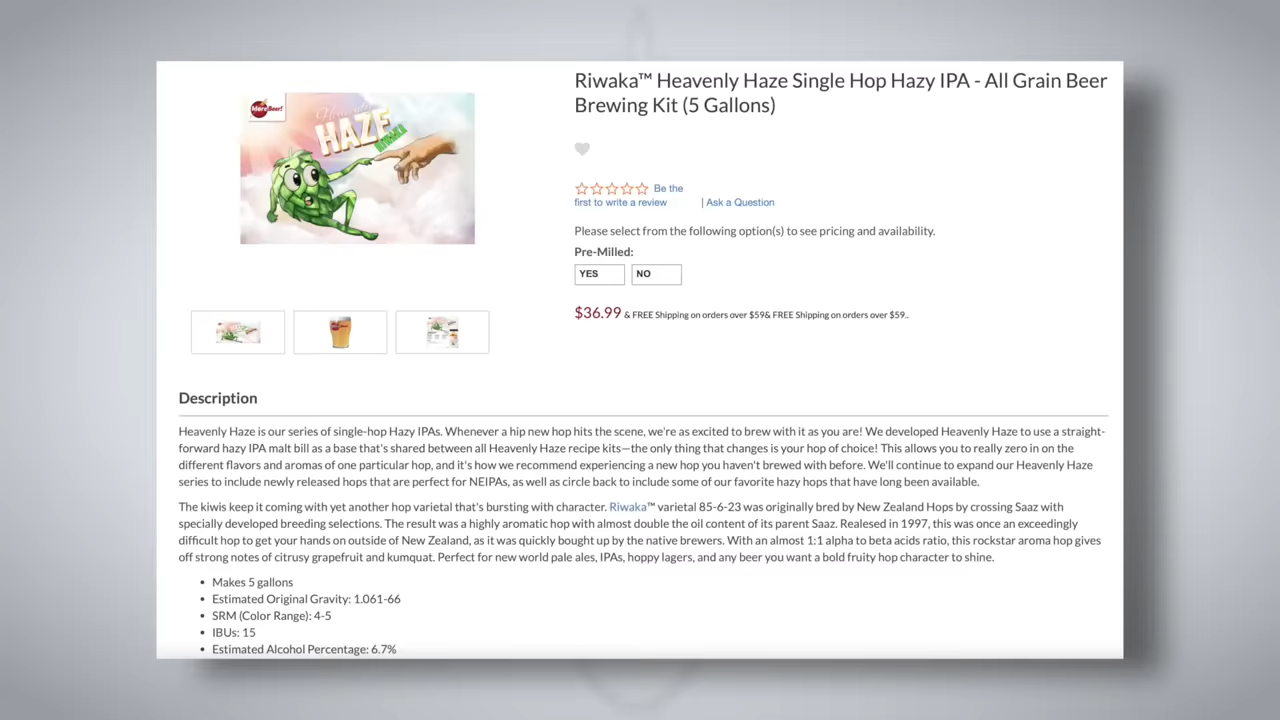 Riwaka™ Heavenly Haze Single Hop Hazy IPA - All Grain Beer
Brewing Kit (5 Gallons)
MoreBeer!
HAZE
RIWAKA
Be the
first to write a review | Ask a Question
Please select from the following option(s) to see pricing and availability.
Pre-Milled:
YES NO
$36.99 & FREE Shipping on orders over $59& FREE Shipping on orders over $59..
Description
Heavenly Haze is our series of single-hop Hazy IPAs. Whenever a hip new hop hits the scene, we're as excited to brew with it as you are! We developed Heavenly Haze to use a straight-
forward hazy IPA malt bill as a base that's shared between all Heavenly Haze recipe kits—the only thing that changes is your hop of choice! This allows you to really zero in on the
different flavors and aromas of one particular hop, and it's how we recommend experiencing a new hop you haven't brewed with before. We'll continue to expand our Heavenly Haze
series to include newly released hops that are perfect for NEIPAs, as well as circle back to include some of our favorite hazy hops that have long been available.
The kiwis keep it coming with yet another hop varietal that's bursting with character. Riwaka™ varietal 85-6-23 was originally bred by New Zealand Hops by crossing Saaz with
specially developed breeding selections. The result was a highly aromatic hop with almost double the oil content of its parent Saaz. Realesed in 1997, this was once an exceedingly
difficult hop to get your hands on outside of New Zealand, as it was quickly bought up by the native brewers. With an almost 1:1 alpha to beta acids ratio, this rockstar aroma hop gives
off strong notes of citrusy grapefruit and kumquat. Perfect for new world pale ales, IPAs, hoppy lagers, and any beer you want a bold fruity hop character to shine.
• Makes 5 gallons
• Estimated Original Gravity: 1.061-66
• SRM (Color Range): 4-5
• IBUs: 15
• Estimated Alcohol Percentage: 6.7%